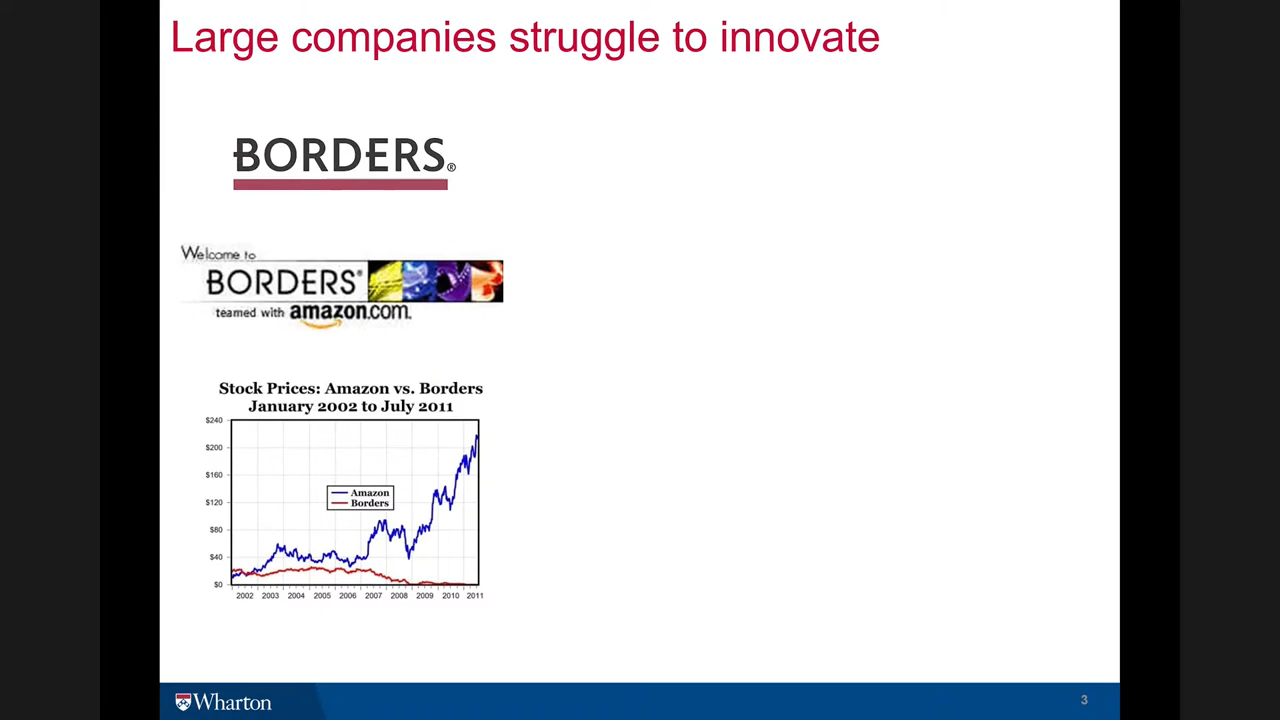 Large companies struggle to innovate
BORDERS®
Welcome to
BORDERS®
teamed with amazon.com.
Stock Prices: Amazon vs. Borders
January 2002 to July 2011
$240
$200
$160
$120
$80
$40
$0
Amazon
Borders
2002 2003 2004 2005 2006 2007 2008 2009 2010 2011
Wharton
3